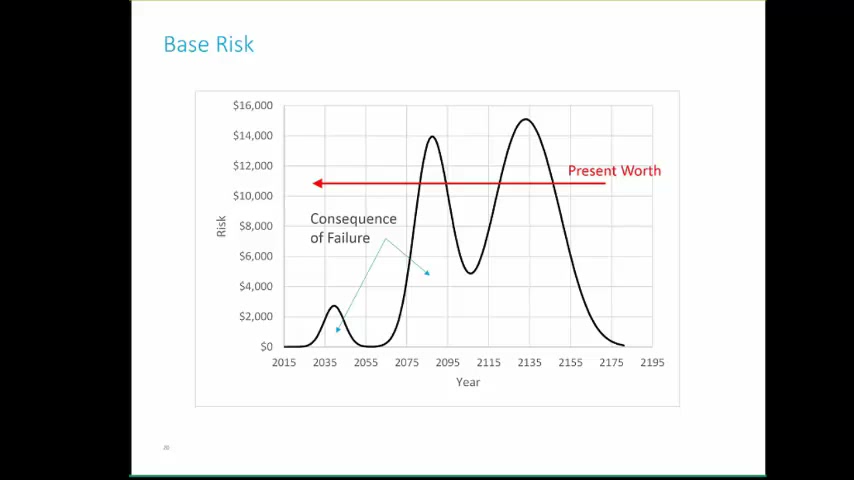 Base Risk
$16,000
$14,000
$12,000
$10,000
$8,000
$6,000
$4,000
$2,000
$0
Risk
Present Worth
Consequence
of Failure
2015 2035 2055 2075 2095 2115 2135 2155 2175 2195
Year